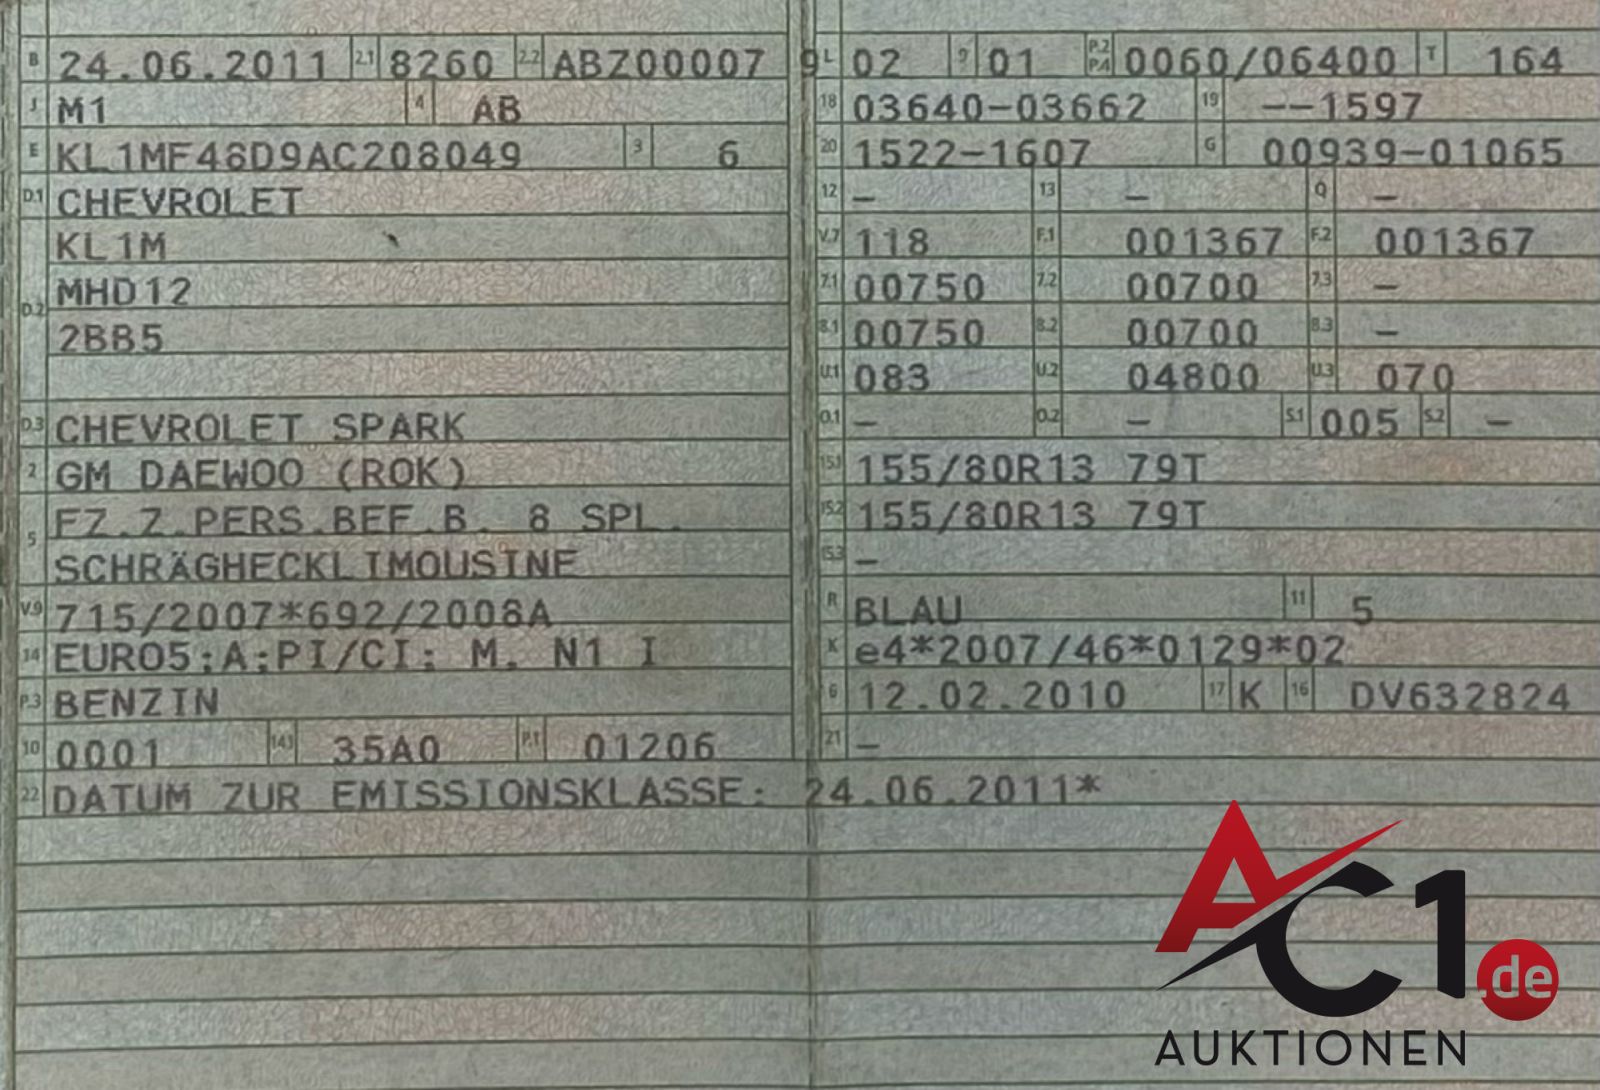 B 24.06.2011 2.1 8260 2.2 ABZ00007 9
J M1 4 AB
E KL1MF48D9AC208049 3 6
D.1 CHEVROLET
KL1M
D.2 MHD12
2BB5
D.3 CHEVROLET SPARK
2 GM DAEWOO (ROK)
5 FZ.Z.PERS.BEF.B. 8 SPL.
SCHRÄGHECKLIMOUSINE
V.9 715/2007*692/2008A
14 EURO5;A;PI/CI; M, N1 I
P.3 BENZIN
10 0001 14.1 35A0 P.1 01206
22 DATUM ZUR EMISSIONSKLASSE: 24.06.2011*
L 02 9 01 P.2 P.4 0060/06400 T 164
18 03640-03662 19 --1597
20 1522-1607 G 00939-01065
12 - 13 - Q -
V.7 118 F.1 001367 F.2 001367
7.1 00750 7.2 00700 7.3 -
8.1 00750 8.2 00700 8.3 -
U.1 083 U.2 04800 U.3 070
O.1 - O.2 - S.1 005 S.2 -
15.1 155/80R13 79T
15.2 155/80R13 79T
15.3 -
R BLAU 11 5
K e4*2007/46*0129*02
6 12.02.2010 17 K 16 DV632824
21 -
AC1.de
AUKTIONEN